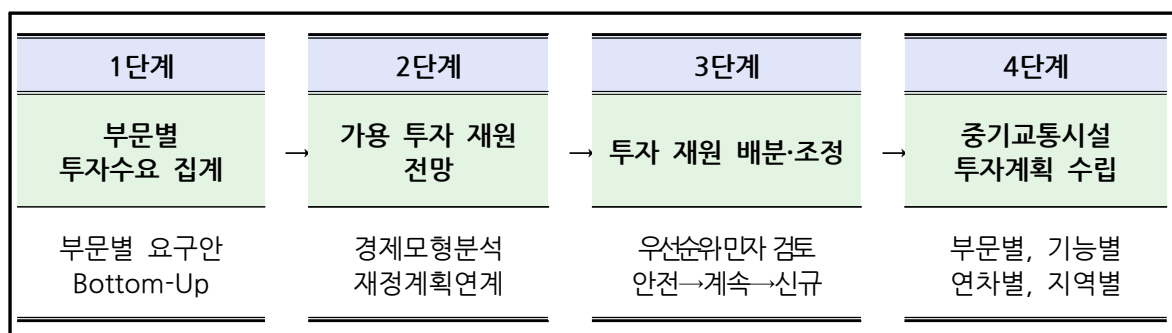 1단계
부문별
투자수요 집계
부문별 요구안
Bottom-Up
→
2단계
가용 투자 재원
전망
경제모형분석
재정계획연계
→
3단계
투자 재원 배분·조정
우선순위·민자 검토
안전→계속→신규
→
4단계
중기교통시설
투자계획 수립
부문별, 기능별
연차별, 지역별